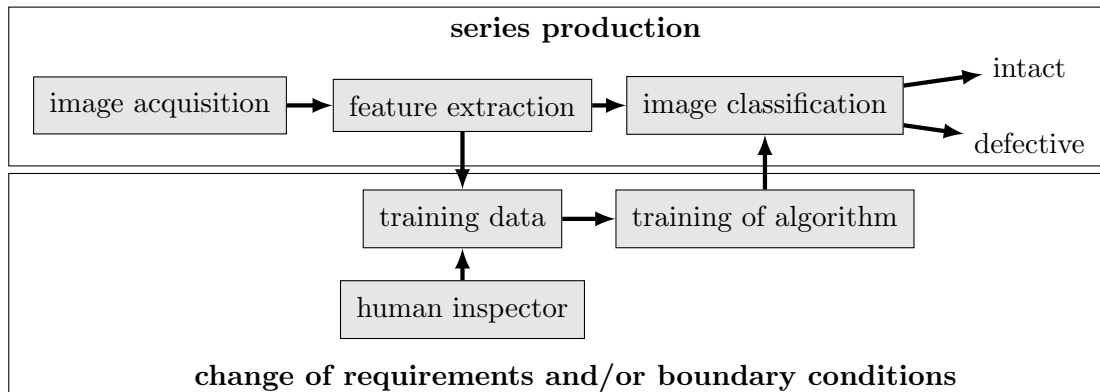 series production
image acquisition
feature extraction
image classification
intact
defective
training data
training of algorithm
human inspector
change of requirements and/or boundary conditions